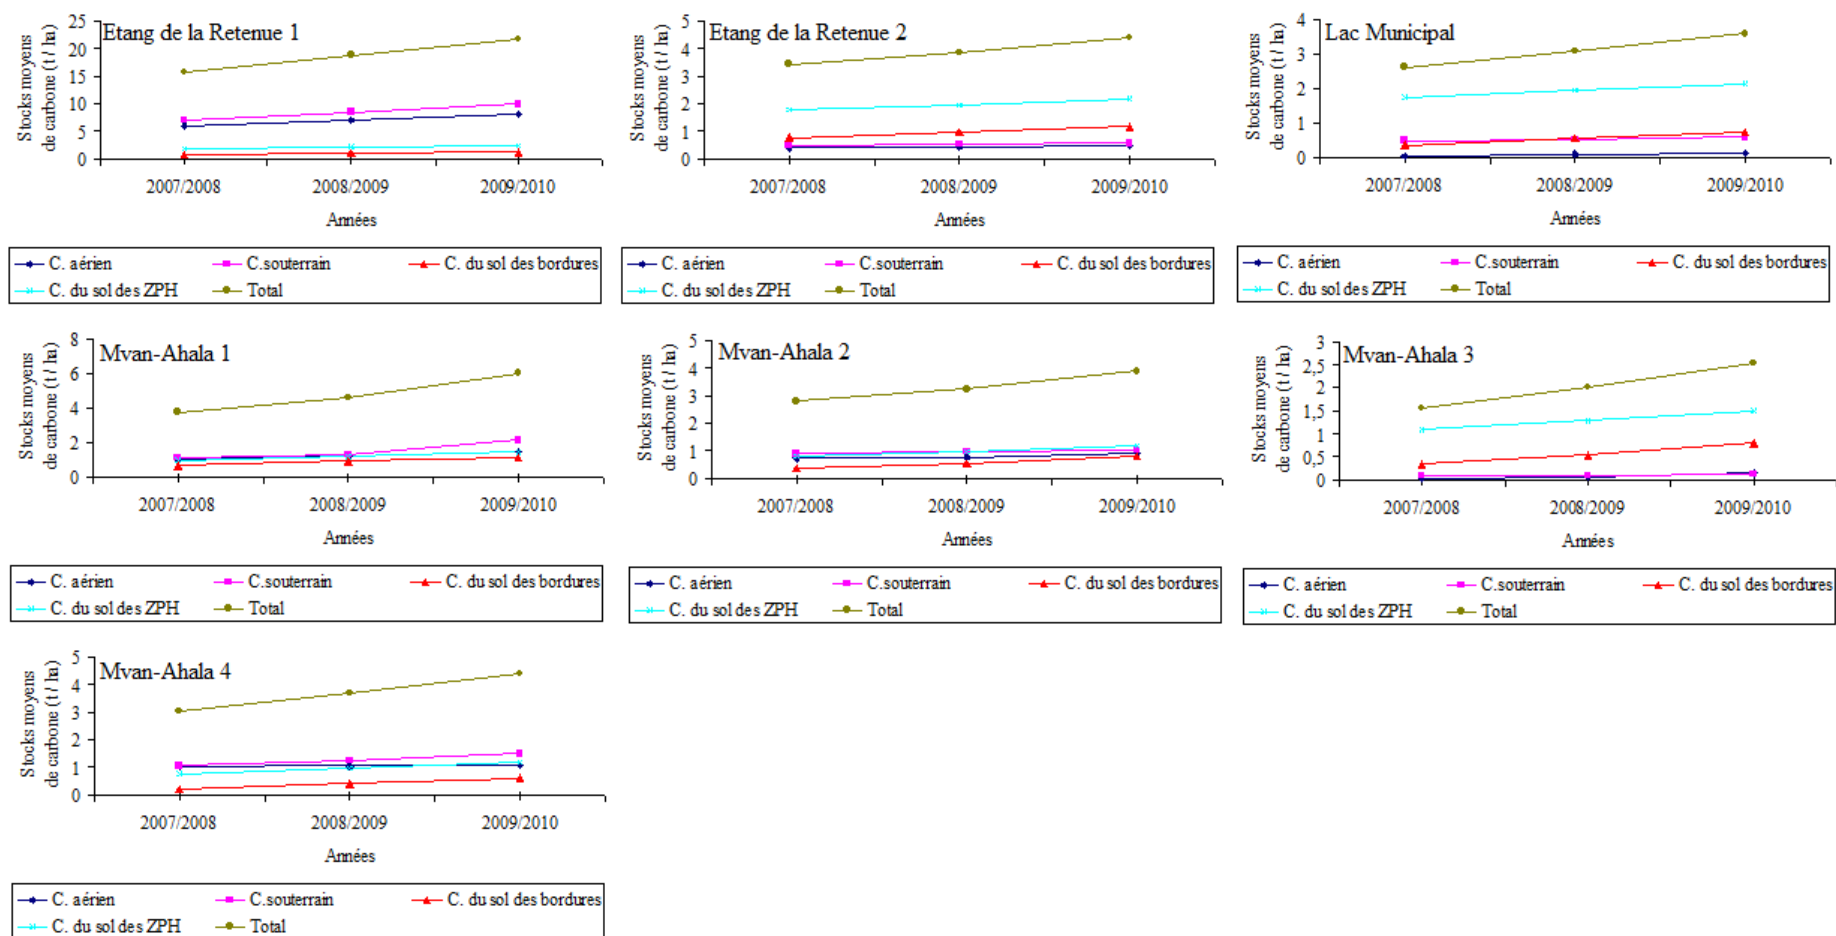 Etang de la Retenue 1
Stocks moyens
de carbone (t / ha)
25
20
15
10
5
0
2007/2008 2008/2009 2009/2010
Années
C. aérien C.souterrain C. du sol des bordures
C. du sol des ZPH Total
Etang de la Retenue 2
Stocks moyens
de carbone (t / ha)
5
4
3
2
1
0
2007/2008 2008/2009 2009/2010
Années
C. aérien C.souterrain C. du sol des bordures
C. du sol des ZPH Total
Lac Municipal
Stocks moyens
de carbone (t / ha)
4
3
2
1
0
2007/2008 2008/2009 2009/2010
Années
C. aérien C.souterrain C. du sol des bordures
C. du sol des ZPH Total
Mvan-Ahala 1
Stocks moyens
de carbone (t / ha)
8
6
4
2
0
2007/2008 2008/2009 2009/2010
Années
C. aérien C.souterrain C. du sol des bordures
C. du sol des ZPH Total
Mvan-Ahala 2
Stocks moyens
de carbone (t / ha)
5
4
3
2
1
0
2007/2008 2008/2009 2009/2010
Années
C. aérien C.souterrain C. du sol des bordures
C. du sol des ZPH Total
Mvan-Ahala 3
Stocks moyens
de carbone (t / ha)
3
2,5
2
1,5
1
0,5
0
2007/2008 2008/2009 2009/2010
Années
C. aérien C.souterrain C. du sol des bordures
C. du sol des ZPH Total
Mvan-Ahala 4
Stocks moyens
de carbone (t / ha)
5
4
3
2
1
0
2007/2008 2008/2009 2009/2010
Années
C. aérien C.souterrain C. du sol des bordures
C. du sol des ZPH Total